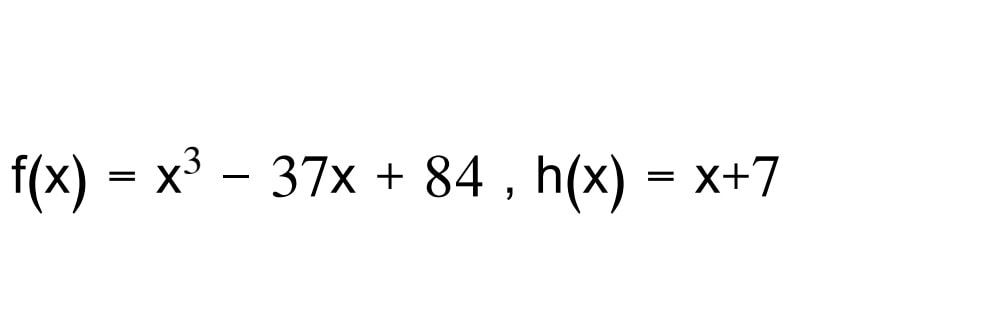 f(x) = x³ − 37x + 84 , h(x) = x+7